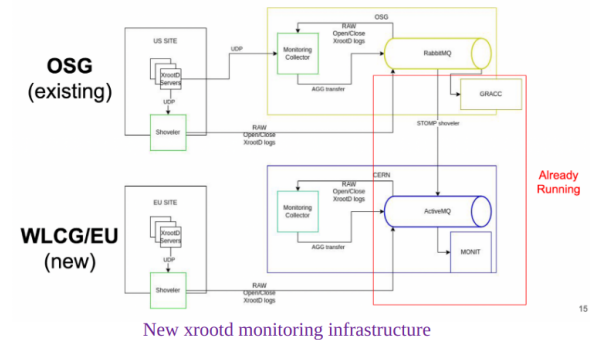 OSG
(existing)
US SITE
XrootD
Servers
UDP
Shoveler
UDP
OSG
RAW
Open/Close
XrootD logs
Monitoring
Collector
AGG transfer
RabbitMQ
GRACC
RAW
Open/Close
XrootD logs
STOMP shoveler
Already
Running
WLCG/EU
(new)
EU SITE
XrootD
Servers
UDP
Shoveler
CERN
RAW
Open/Close
XrootD logs
Monitoring
Collector
AGG transfer
ActiveMQ
MONIT
RAW
Open/Close
XrootD logs
15
New xrootd monitoring infrastructure